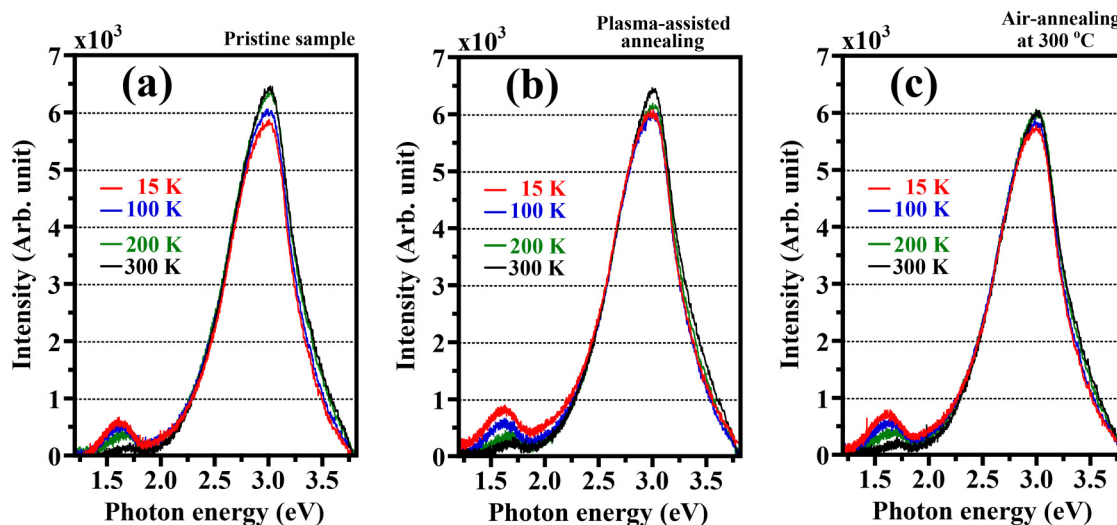 x10³
Pristine sample
(a)
7
6
5
4
3
2
1
0
Intensity (Arb. unit)
15 K
100 K
200 K
300 K
1.5 2.0 2.5 3.0 3.5
Photon energy (eV)
x10³
Plasma-assisted
annealing
(b)
7
6
5
4
3
2
1
0
Intensity (Arb. unit)
15 K
100 K
200 K
300 K
1.5 2.0 2.5 3.0 3.5
Photon energy (eV)
x10³
Air-annealing
at 300 °C
(c)
7
6
5
4
3
2
1
0
Intensity (Arb. unit)
15 K
100 K
200 K
300 K
1.5 2.0 2.5 3.0 3.5
Photon energy (eV)